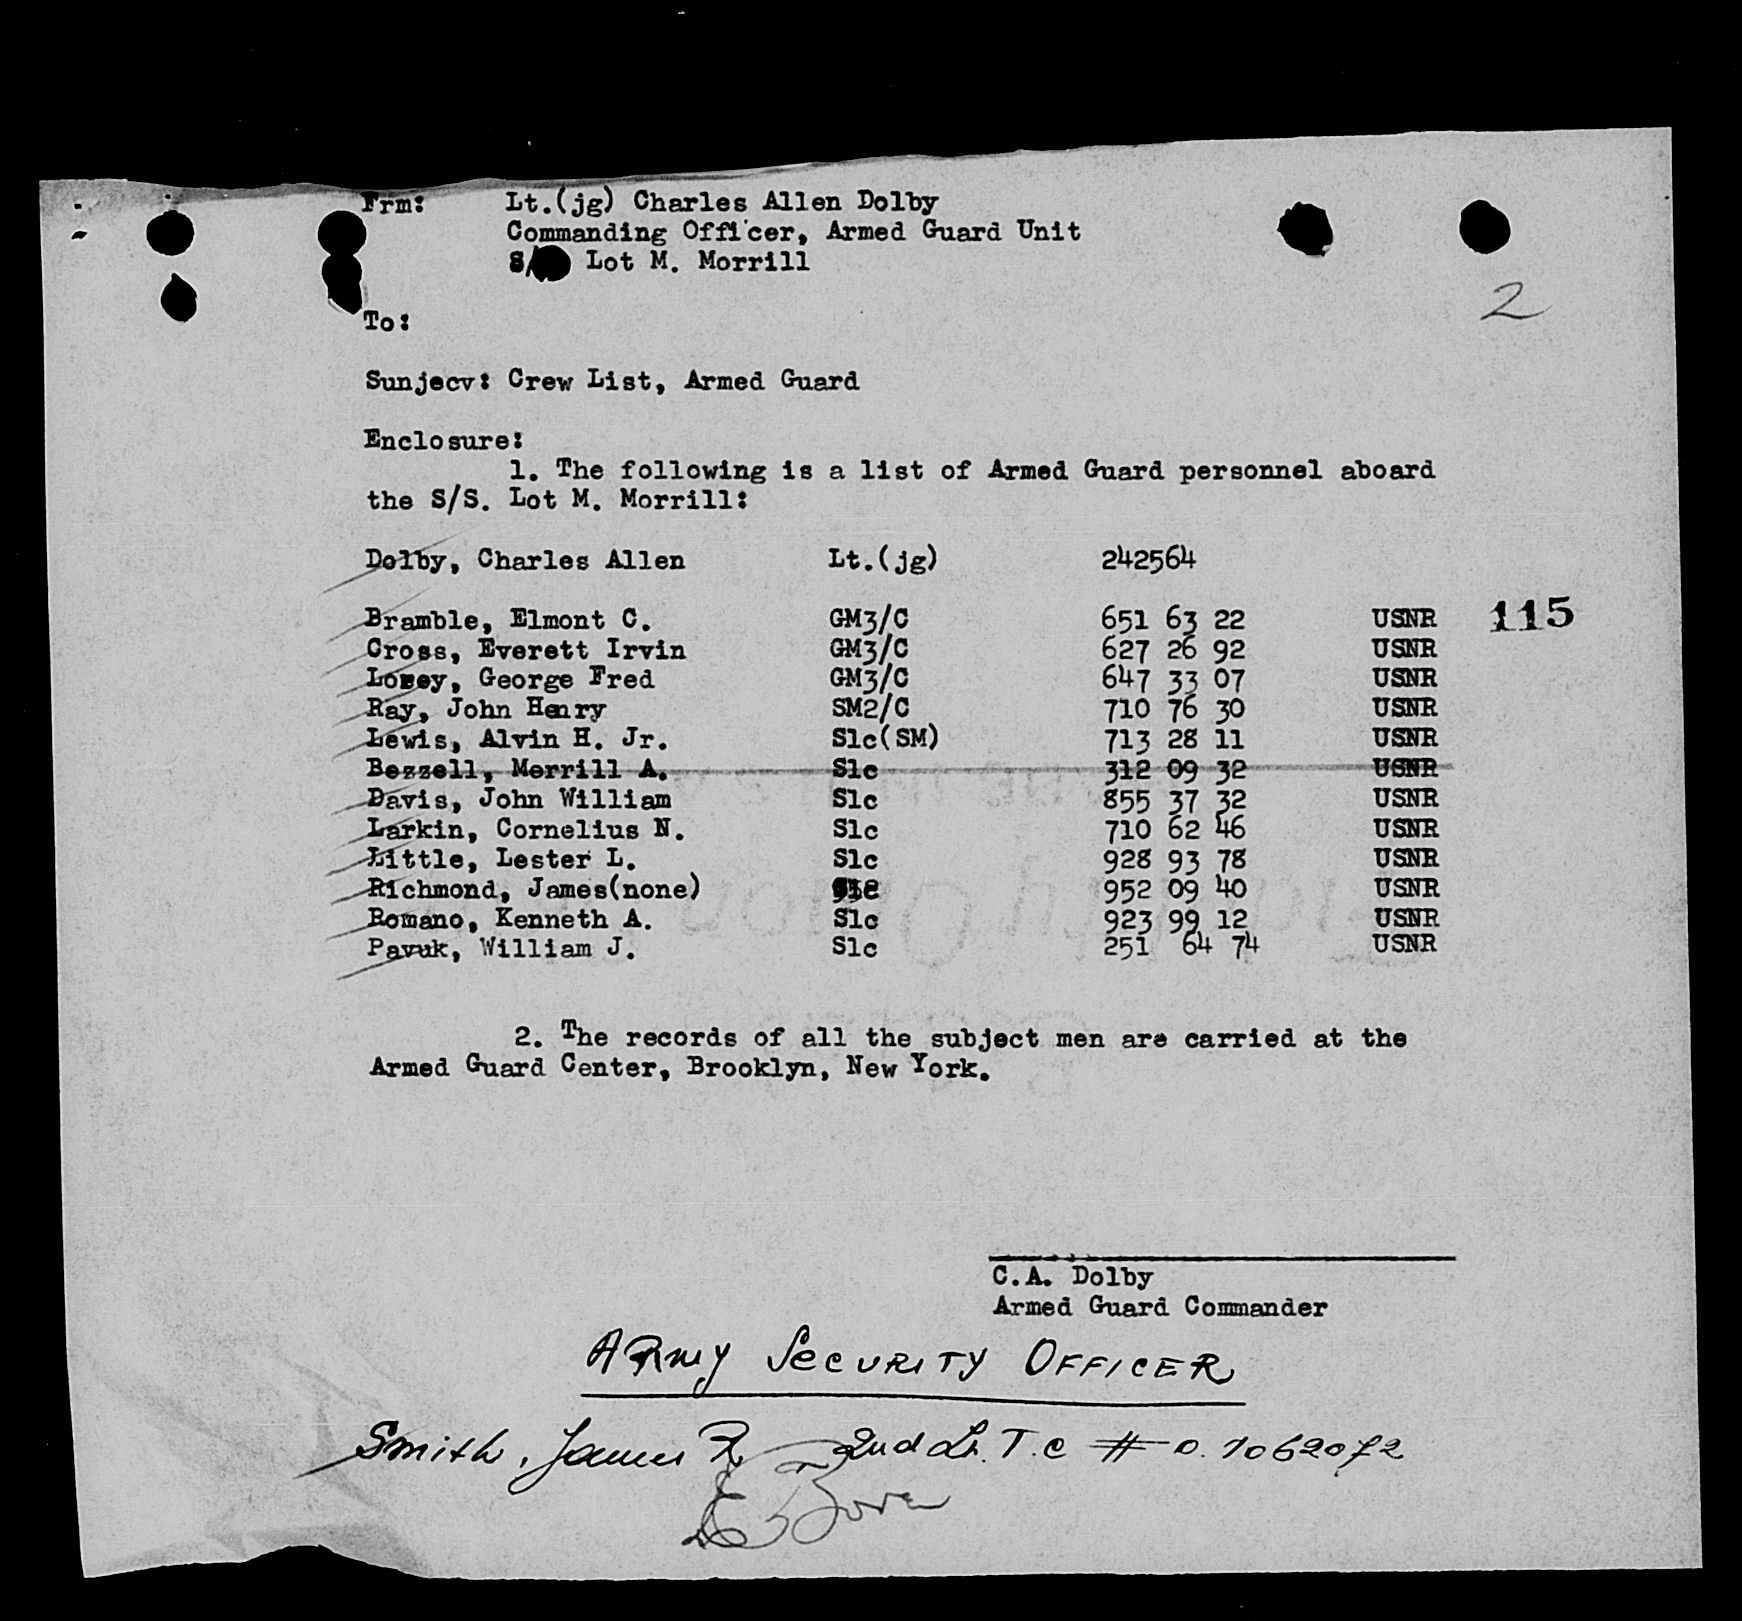 Frm: Lt.(jg) Charles Allen Dolby
Commanding Officer, Armed Guard Unit
S/ Lot M. Morrill
2
To:
Sunjecv: Crew List, Armed Guard
Enclosure:
1. The following is a list of Armed Guard personnel aboard
the S/S. Lot M. Morrill:
Dolby, Charles Allen Lt.(jg) 242564
Bramble, Elmont C. GM3/C 651 63 22 USNR 115
Cross, Everett Irvin GM3/C 627 26 92 USNR
George Fred GM3/C 647 33 07 USNR
Ray, John Henry SM2/C 710 76 30 USNR
Lewis, Alvin H. Jr. S1c(SM) 713 28 11 USNR
Bezzell, Merrill A. S1c 312 09 32 USNR
Davis, John William S1c 855 37 32 USNR
Larkin, Cornelius N. S1c 710 62 46 USNR
Little, Lester L. S1c 928 93 78 USNR
Richmond, James(none) S1c 952 09 40 USNR
Romano, Kenneth A. S1c 923 99 12 USNR
Pavuk, William J. S1c 251 64 74 USNR
2. The records of all the subject men are carried at the
Armed Guard Center, Brooklyn, New York.
C.A. Dolby
Armed Guard Commander
ARMY SECURITY OFFICER
Smith, James R 2nd Lt. T.C # O.1062072